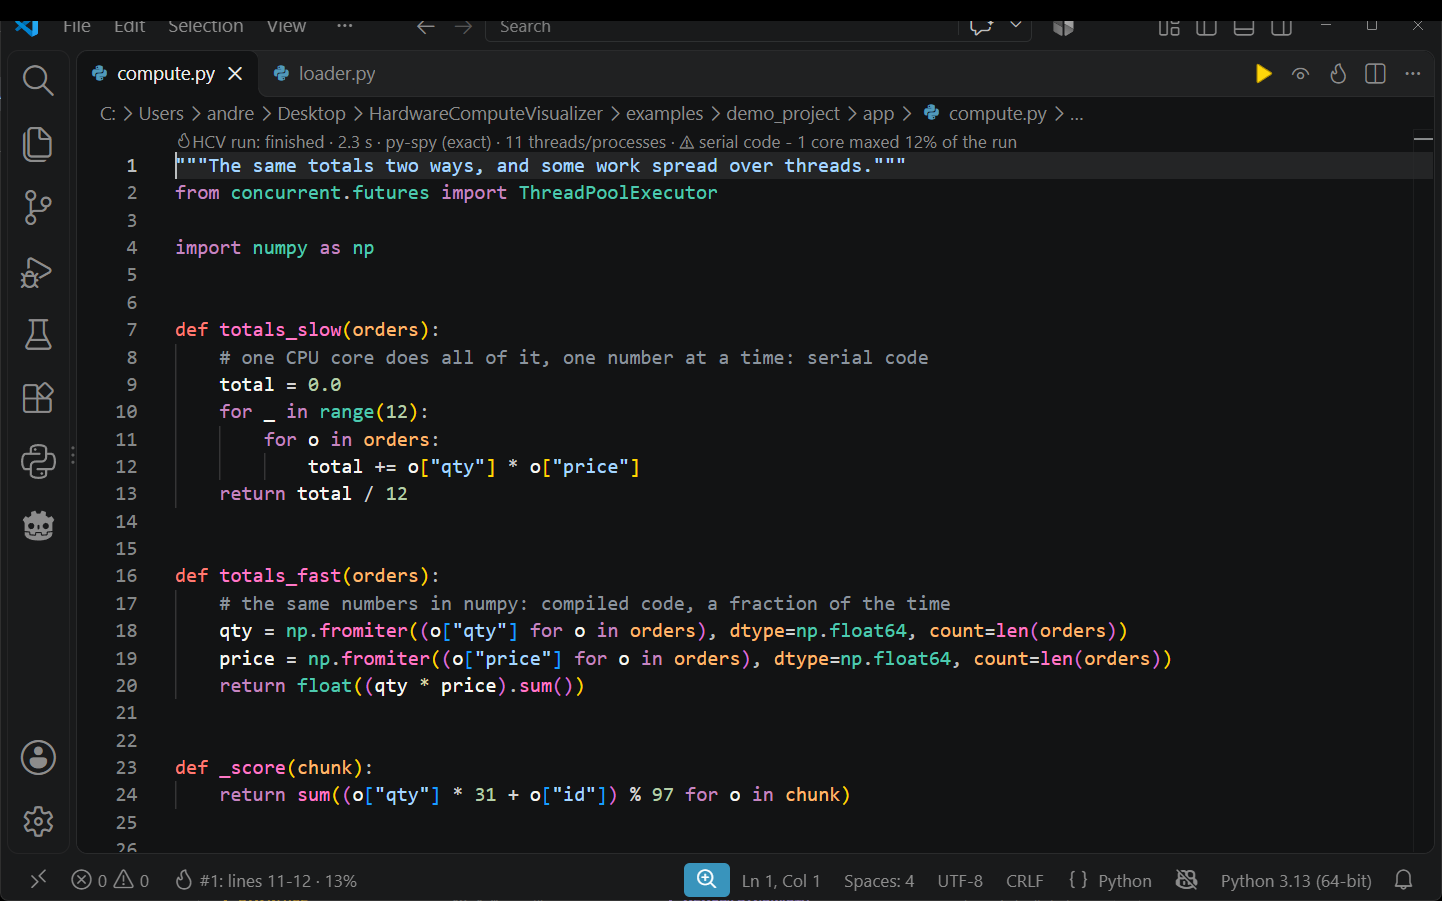 File Edit Selection View ··· Search
compute.py loader.py
C: > Users > andre > Desktop > HardwareComputeVisualizer > examples > demo_project > app > compute.py > ...
HCV run: finished · 2.3 s · py-spy (exact) · 11 threads/processes · ⚠ serial code - 1 core maxed 12% of the run
1 """The same totals two ways, and some work spread over threads."""
2 from concurrent.futures import ThreadPoolExecutor
3
4 import numpy as np
5
6
7 def totals_slow(orders):
8     # one CPU core does all of it, one number at a time: serial code
9     total = 0.0
10     for _ in range(12):
11         for o in orders:
12             total += o["qty"] * o["price"]
13     return total / 12
14
15
16 def totals_fast(orders):
17     # the same numbers in numpy: compiled code, a fraction of the time
18     qty = np.fromiter((o["qty"] for o in orders), dtype=np.float64, count=len(orders))
19     price = np.fromiter((o["price"] for o in orders), dtype=np.float64, count=len(orders))
20     return float((qty * price).sum())
21
22
23 def _score(chunk):
24     return sum((o["qty"] * 31 + o["id"]) % 97 for o in chunk)
25
26
0 0 #1: lines 11-12 · 13% Ln 1, Col 1 Spaces: 4 UTF-8 CRLF { } Python Python 3.13 (64-bit)